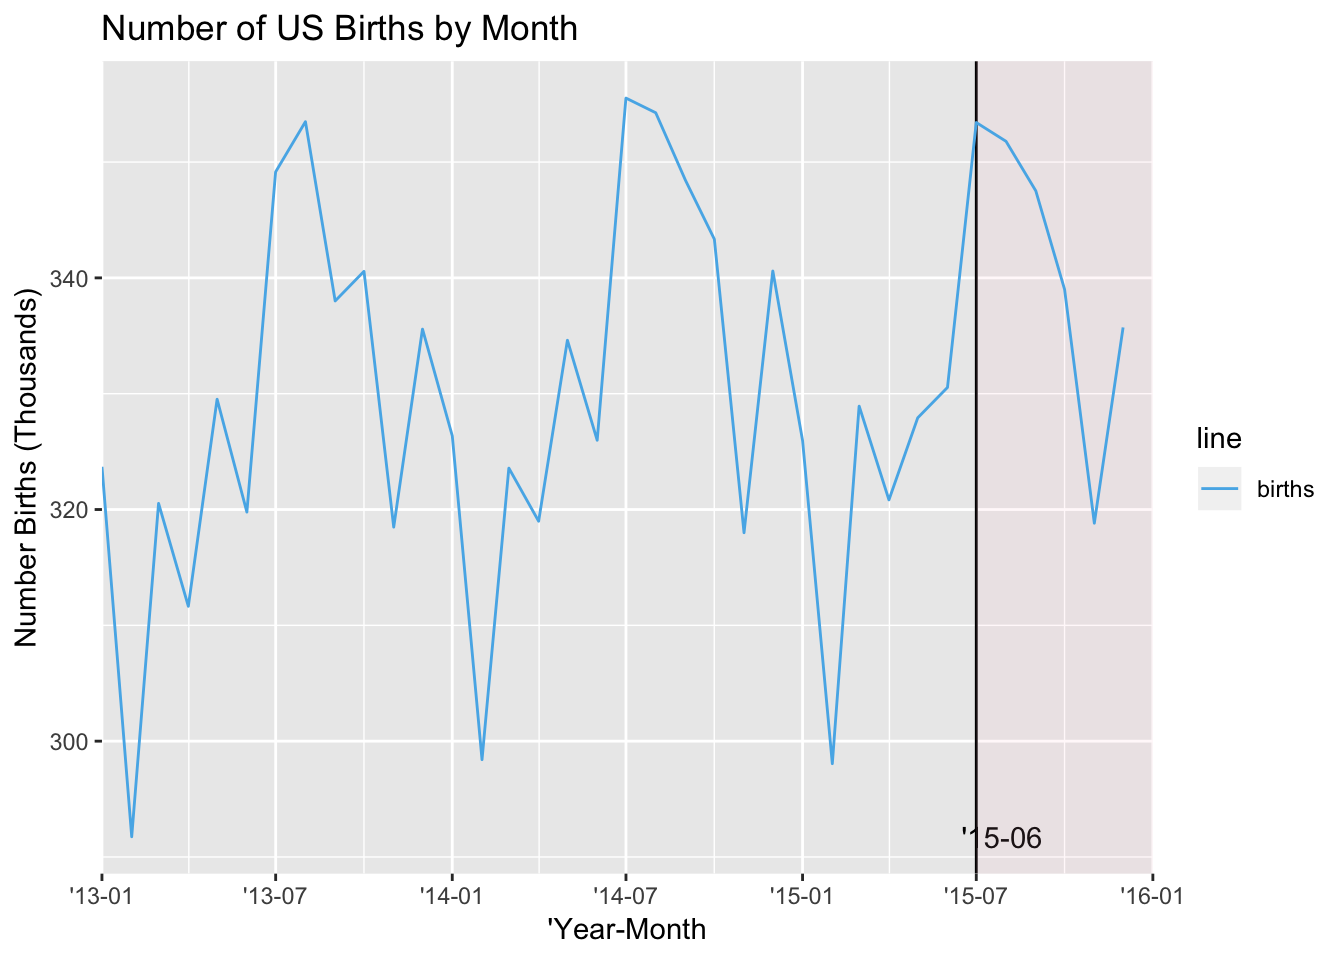 Number of US Births by Month
Number Births (Thousands)
340
320
300
'15-06
'13-01 '13-07 '14-01 '14-07 '15-01 '15-07 '16-01
'Year-Month
line
births